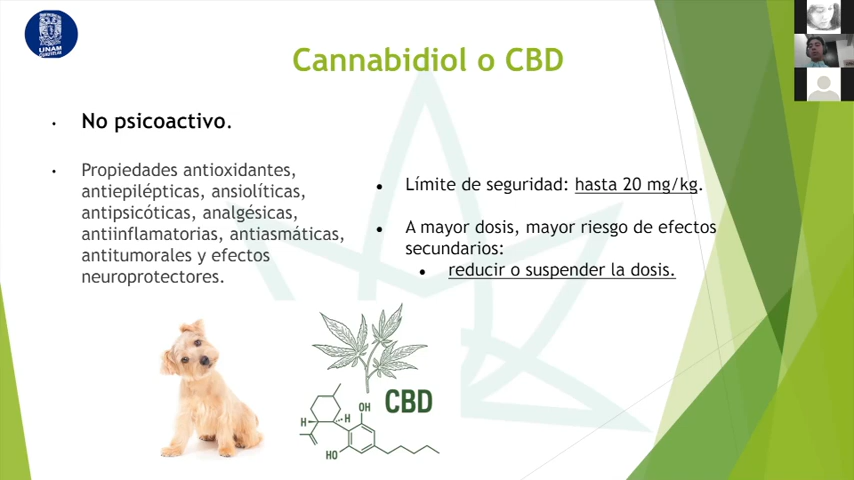 UNAM
Cannabidiol o CBD
No psicoactivo.
Propiedades antioxidantes,
antiepilépticas, ansiolíticas,
antipsicóticas, analgésicas,
antiinflamatorias, antiasmáticas,
antitumorales y efectos
neuroprotectores.
Límite de seguridad: hasta 20 mg/kg.
A mayor dosis, mayor riesgo de efectos
secundarios:
reducir o suspender la dosis.
CBD
OH
H
H
HO